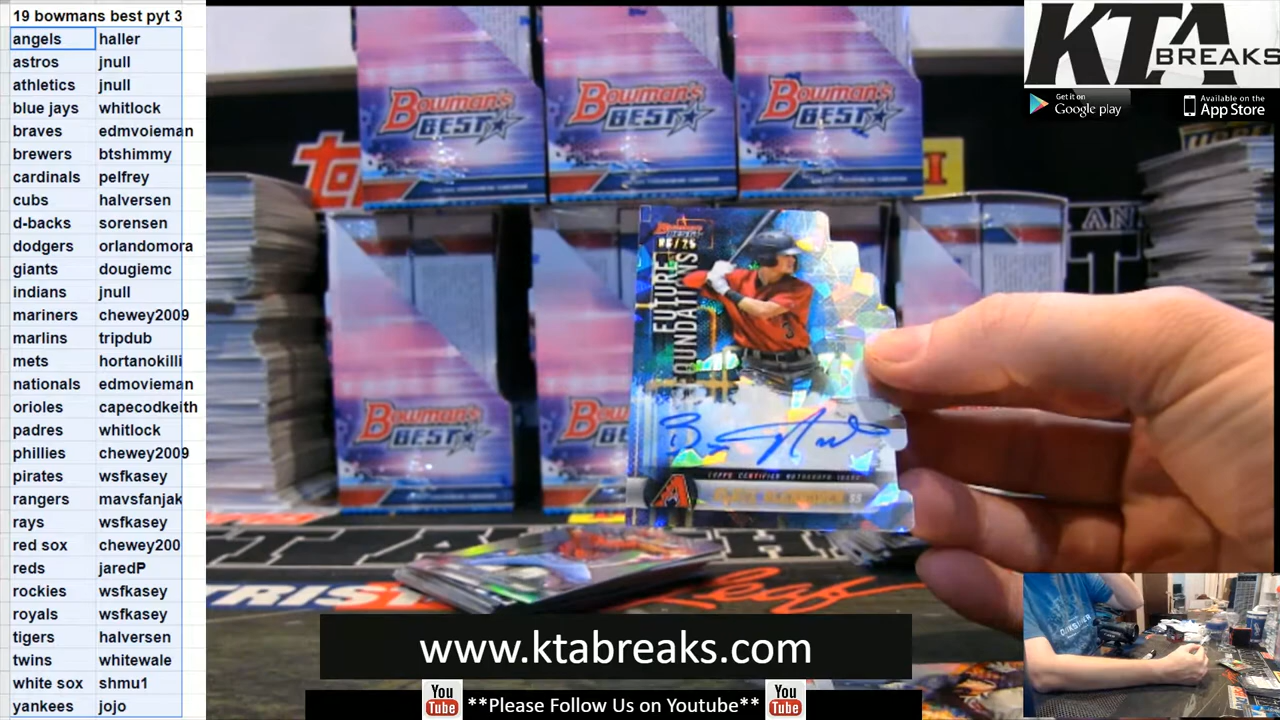 19 bowmans best pyt 3
angels haller
astros jnull
athletics jnull
blue jays whitlock
braves edmvoieman
brewers btshimmy
cardinals pelfrey
cubs halversen
d-backs sorensen
dodgers orlandomora
giants dougiemc
indians jnull
mariners chewey2009
marlins tripdub
mets hortanokilli
nationals edmovieman
orioles capecodkeith
padres whitlock
phillies chewey2009
pirates wsfkasey
rangers mavsfanjak
rays wsfkasey
red sox chewey200
reds jaredP
rockies wsfkasey
royals wsfkasey
tigers halversen
twins whitewale
white sox shmu1
yankees jojo
BOWMAN'S BEST
BOWMAN'S BEST
BOWMAN'S BEST
BOWMAN'S BEST
BOWMAN'S BEST
FUTURE
FOUNDATIONS
TOPPS CERTIFIED AUTOGRAPH ISSUE
SS
KTA
BREAKS
Get it on
Google play
Available on the
App Store
www.ktabreaks.com
You Tube
**Please Follow Us on Youtube**
You Tube